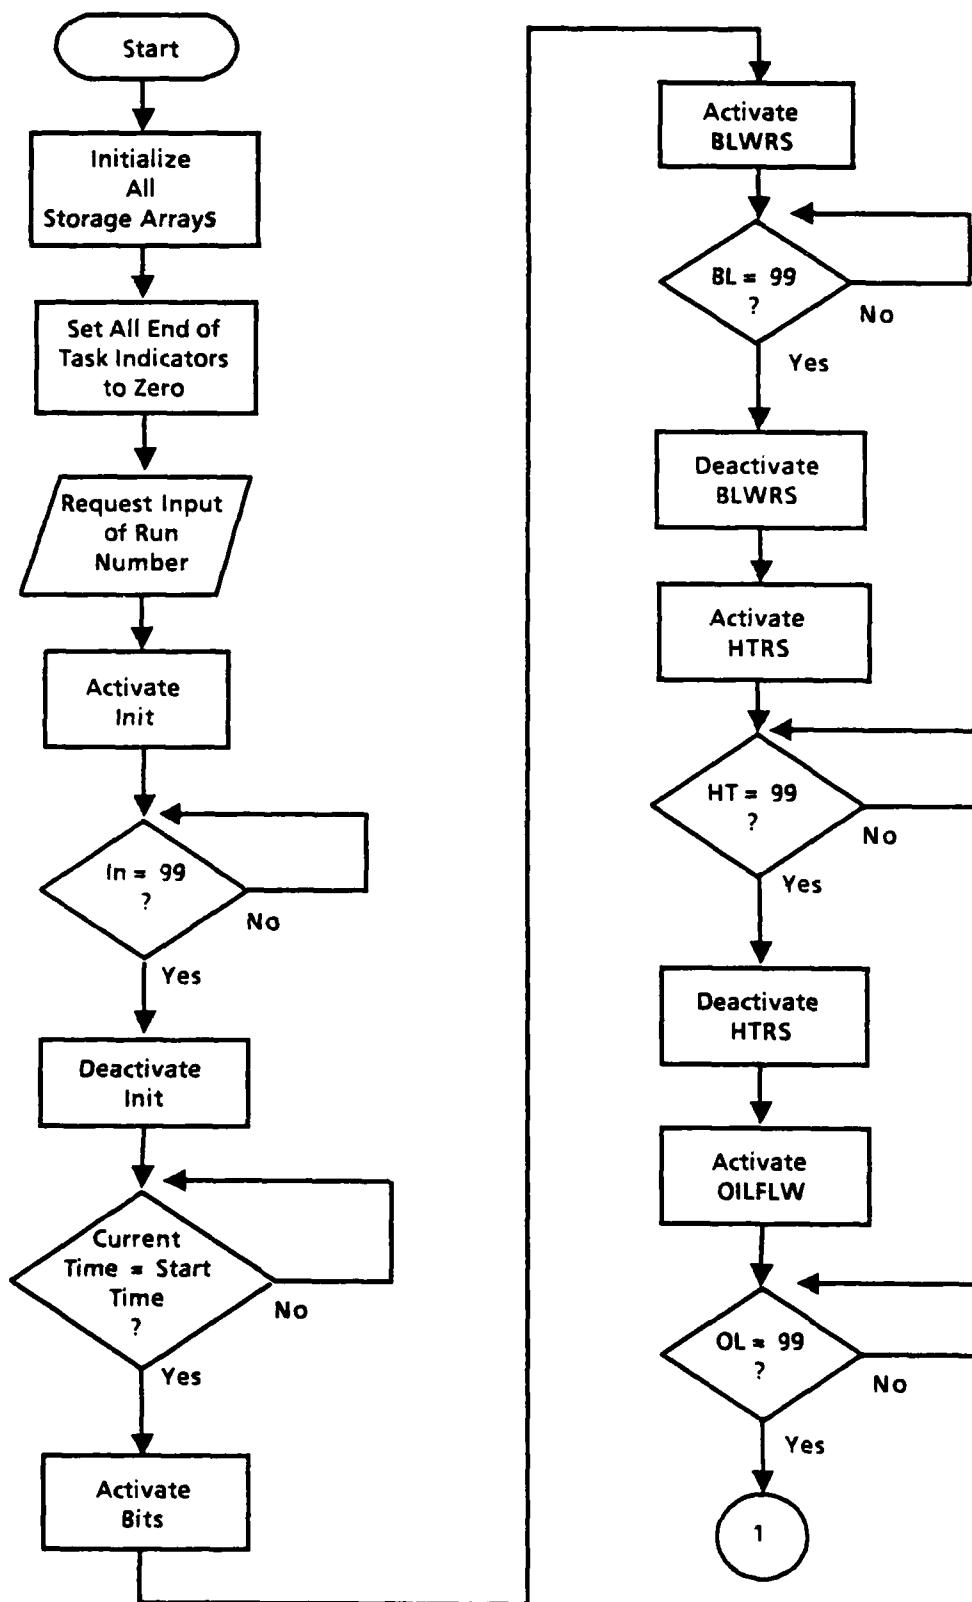 Start
Initialize
All
Storage Arrays
Set All End of
Task Indicators
to Zero
Request Input
of Run
Number
Activate
Init
In = 99
?
No
Yes
Deactivate
Init
Current
Time = Start
Time
?
No
Yes
Activate
Bits
Activate
BLWRS
BL = 99
?
No
Yes
Deactivate
BLWRS
Activate
HTRS
HT = 99
?
No
Yes
Deactivate
HTRS
Activate
OILFLW
OL = 99
?
No
Yes
1